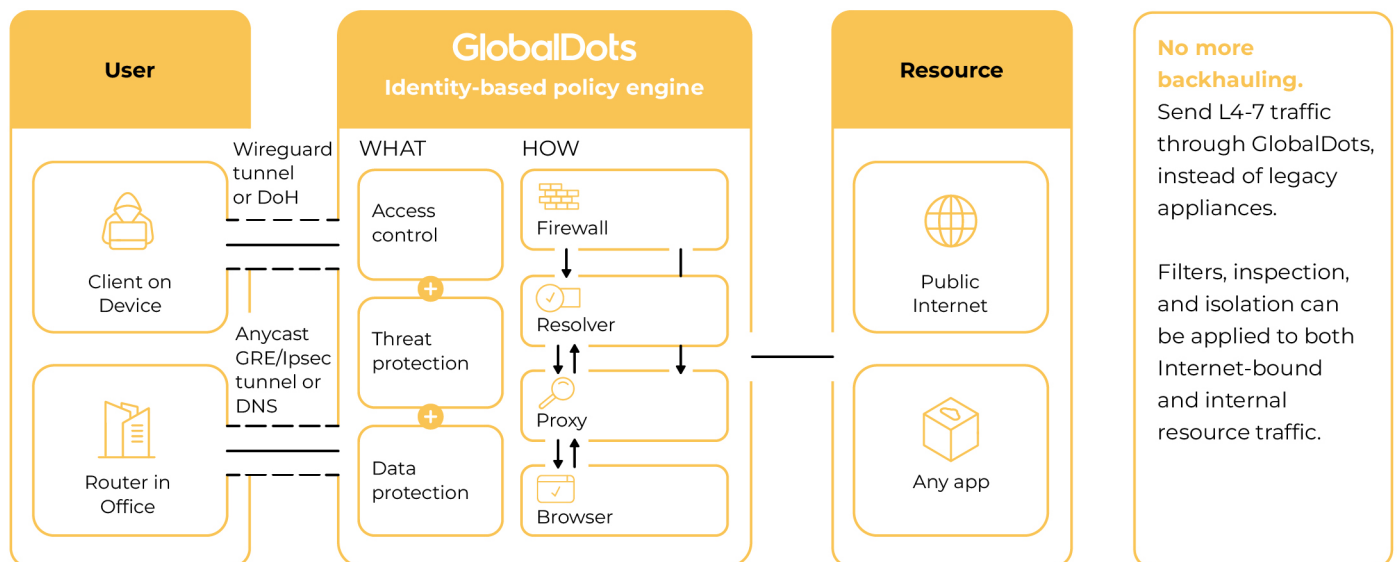 User
Wireguard
tunnel
or DoH
Client on
Device
Anycast
GRE/Ipsec
tunnel or
DNS
Router in
Office
GlobalDots
Identity-based policy engine
WHAT
Access
control
+
Threat
protection
+
Data
protection
HOW
Firewall
Resolver
Proxy
Browser
Resource
Public
Internet
Any app
No more
backhauling.
Send L4-7 traffic
through GlobalDots,
instead of legacy
appliances.
Filters, inspection,
and isolation can
be applied to both
Internet-bound
and internal
resource traffic.